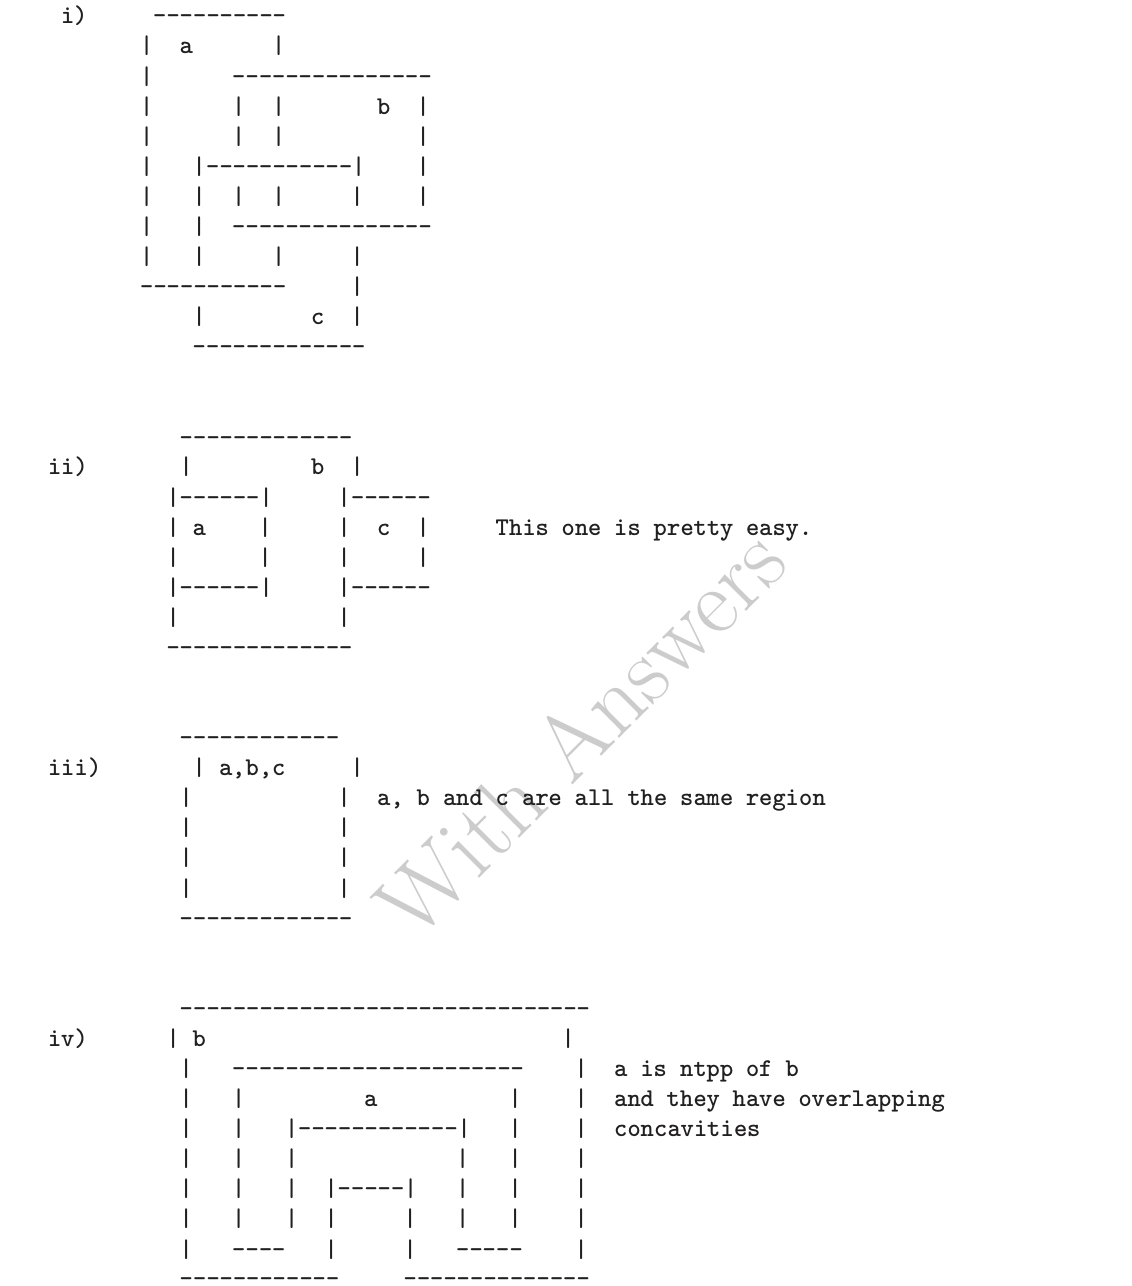 i)     ----------
      |  a      |
      |      ---------------
      |      |  |       b  |
      |      |  |          |
      |   |-----------|    |
      |   |  |  |     |    |
      |   |  ---------------
      |   |     |     |
      -----------     |
          |        c  |
          -------------
         -------------
ii)      |         b  |
        |------|     |------
        | a    |     |  c  |     This one is pretty easy.
        |      |     |     |
        |------|     |------
        |            |
        --------------
         ------------
iii)      | a,b,c     |
         |           |  a, b and c are all the same region
         |           |
         |           |
         |           |
         -------------
         -------------------------------
iv)     | b                           |
         |   ----------------------    |  a is ntpp of b
         |   |         a          |    |  and they have overlapping
         |   |   |------------|   |    |  concavities
         |   |   |            |   |    |
         |   |   |  |-----|   |   |    |
         |   |   |  |     |   |   |    |
         |   ----   |     |   -----    |
         ------------     --------------
With Answers